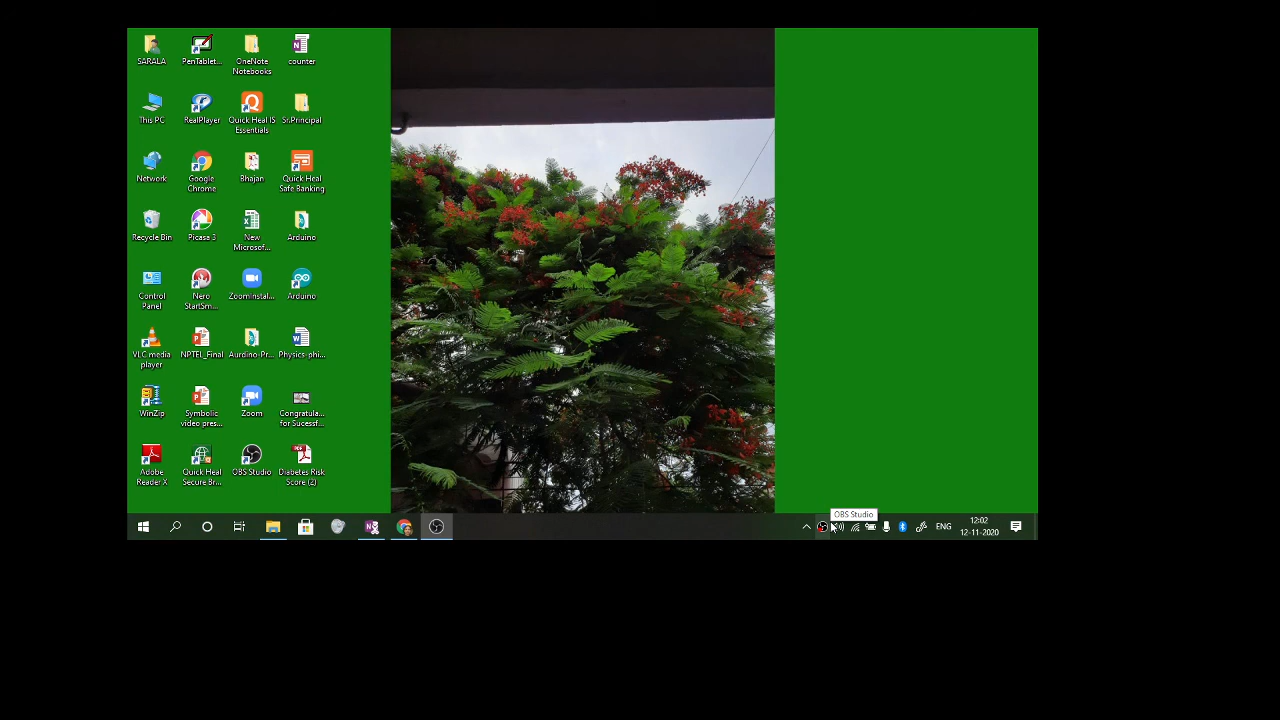 SARALA
PenTablet...
OneNote
Notebooks
counter
This PC
RealPlayer
Quick Heal IS
Essentials
Sr.Principal
Network
Google
Chrome
Bhajan
Quick Heal
Safe Banking
Recycle Bin
Picasa 3
New
Microsof...
Arduino
Control
Panel
Nero
StartSm...
Zoominstal...
Arduino
VLC media
player
NPTEL_Final
Aurdino-Pr...
Physics-phi...
WinZip
Symbolic
video pres...
Zoom
Congratula...
for Sucessf...
Adobe
Reader X
Quick Heal
Secure Br...
OBS Studio
Diabetes Risk
Score (2)
OBS Studio
ENG
12:02
12-11-2020